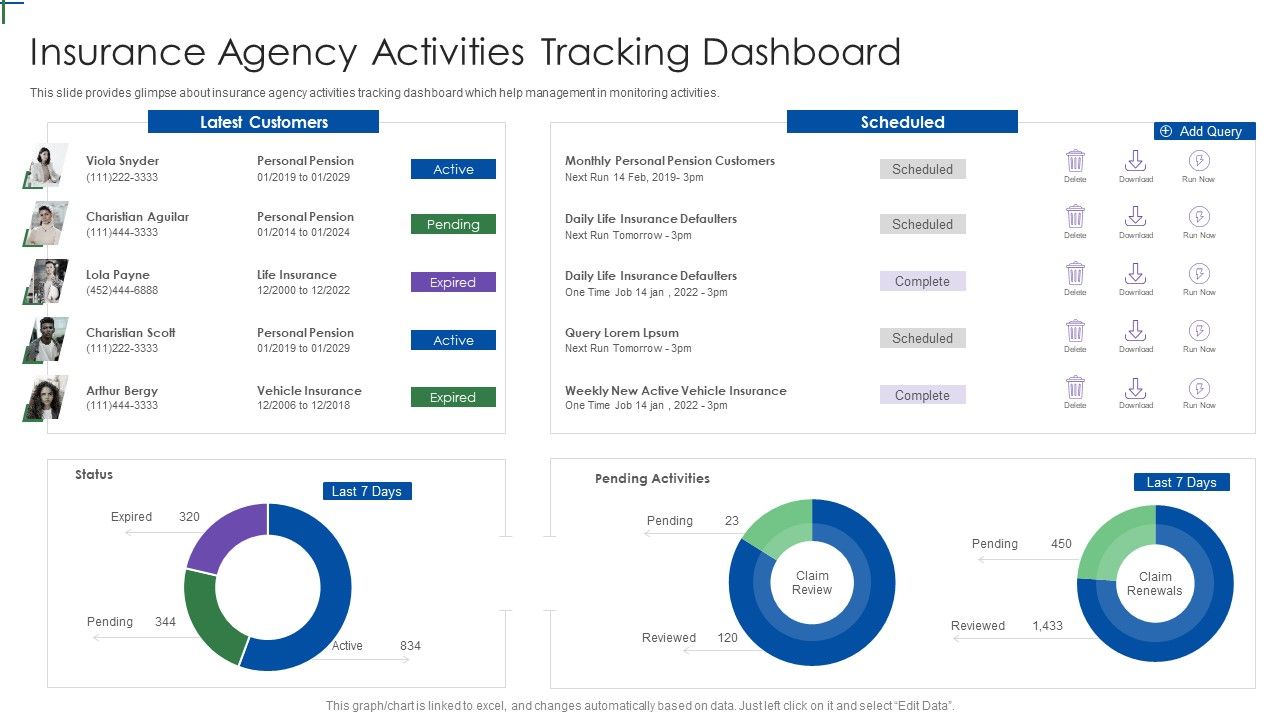 Insurance Agency Activities Tracking Dashboard
This slide provides glimpse about insurance agency activities tracking dashboard which help management in monitoring activities.
Latest Customers
Viola Snyder
(111)222-3333
Personal Pension
01/2019 to 01/2029
Active
Charistian Aguilar
(111)444-3333
Personal Pension
01/2014 to 01/2024
Pending
Lola Payne
(452)444-6888
Life Insurance
12/2000 to 12/2022
Expired
Charistian Scott
(111)222-3333
Personal Pension
01/2019 to 01/2029
Active
Arthur Bergy
(111)444-3333
Vehicle Insurance
12/2006 to 12/2018
Expired
Scheduled
Add Query
Monthly Personal Pension Customers
Next Run 14 Feb, 2019- 3pm
Scheduled
Delete
Download
Run Now
Daily Life Insurance Defaulters
Next Run Tomorrow - 3pm
Scheduled
Delete
Download
Run Now
Daily Life Insurance Defaulters
One Time Job 14 jan , 2022 - 3pm
Complete
Delete
Download
Run Now
Query Lorem Lpsum
Next Run Tomorrow - 3pm
Scheduled
Delete
Download
Run Now
Weekly New Active Vehicle Insurance
One Time Job 14 jan , 2022 - 3pm
Complete
Delete
Download
Run Now
Status
Last 7 Days
Expired 320
Pending 344
Active 834
Pending Activities
Last 7 Days
Pending 23
Claim
Review
Reviewed 120
Pending 450
Claim
Renewals
Reviewed 1,433
This graph/chart is linked to excel, and changes automatically based on data. Just left click on it and select “Edit Data”.